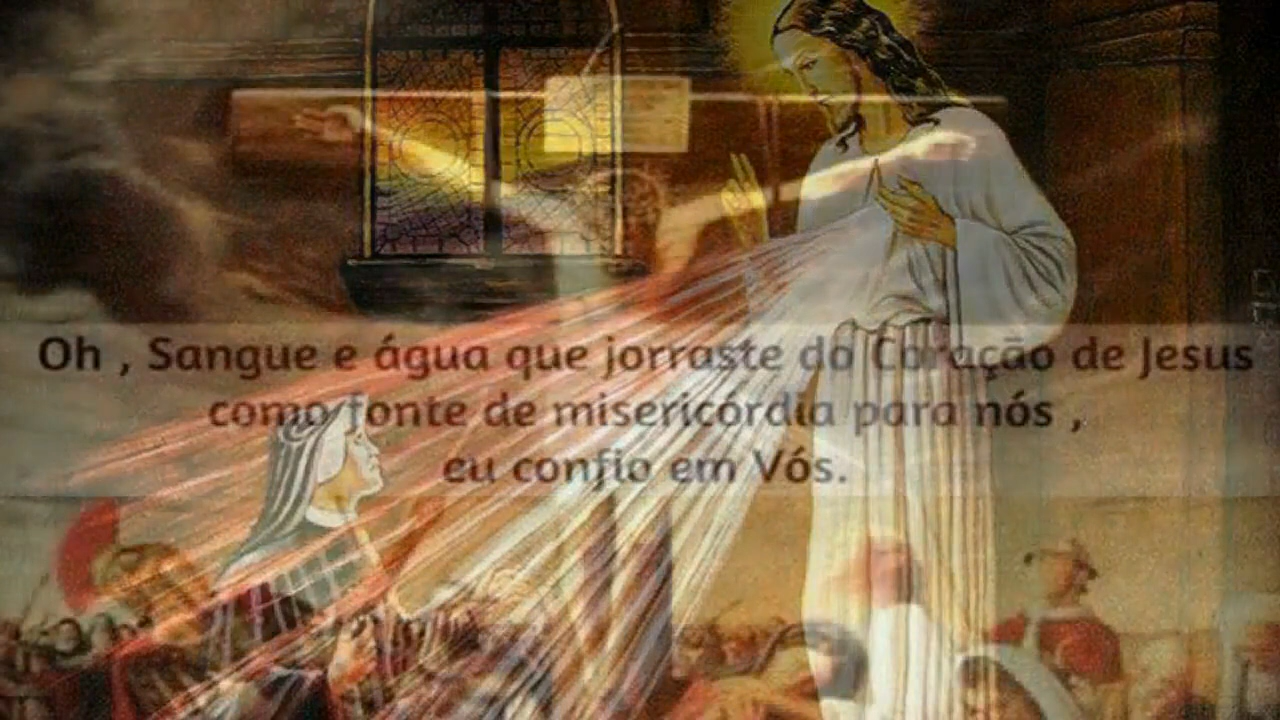 Oh , Sangue e água que jorraste do Coração de Jesus
como fonte de misericórdia para nós ,
eu confio em Vós.